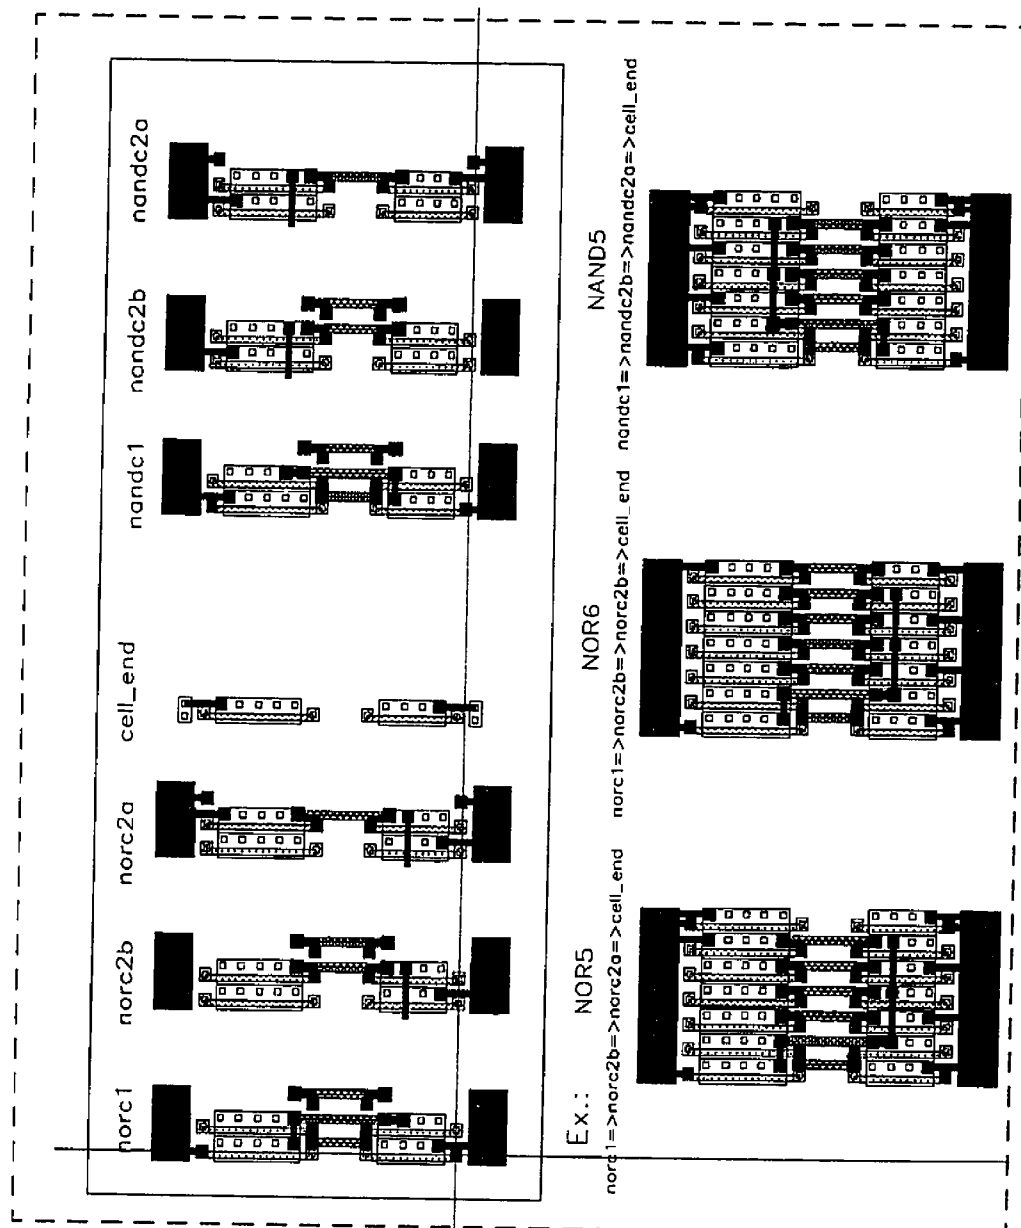 norc1
norc2b
norc2a
cell_end
nandc1
nandc2b
nandc2a
Ex.:
NOR5
NOR6
NAND5
norc1=>norc2b=>norc2a=>cell_end
norc1=>norc2b=>norc2b=>cell_end
nandc1=>nandc2b=>nandc2a=>cell_end